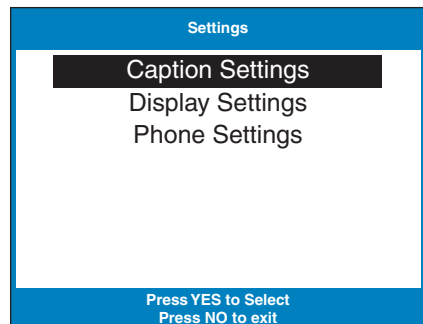 Settings
Caption Settings
Display Settings
Phone Settings
Press YES to Select
Press NO to exit